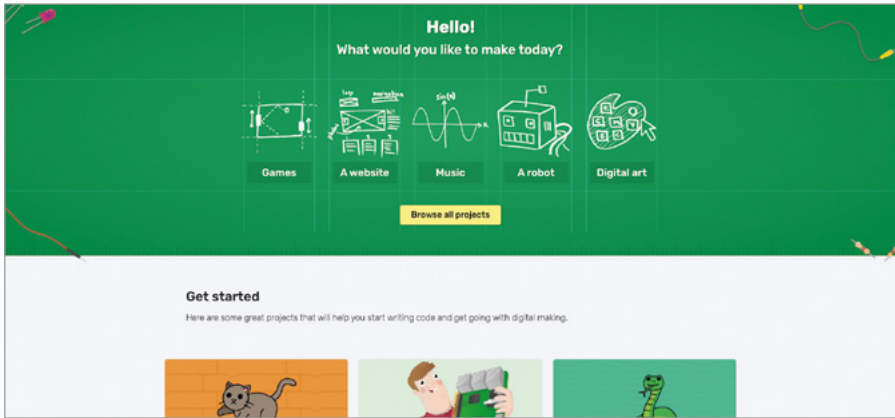 Hello!
What would you like to make today?
sin(x)
x
Games
A website
Music
A robot
Digital art
Browse all projects
Get started
Here are some great projects that will help you start writing code and get going with digital making.